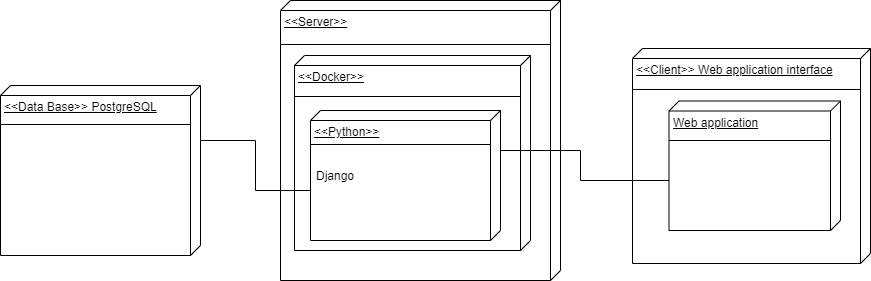 <<Data Base>> PostgreSQL
<<Server>>
<<Docker>>
<<Python>>
Django
<<Client>> Web application interface
Web application